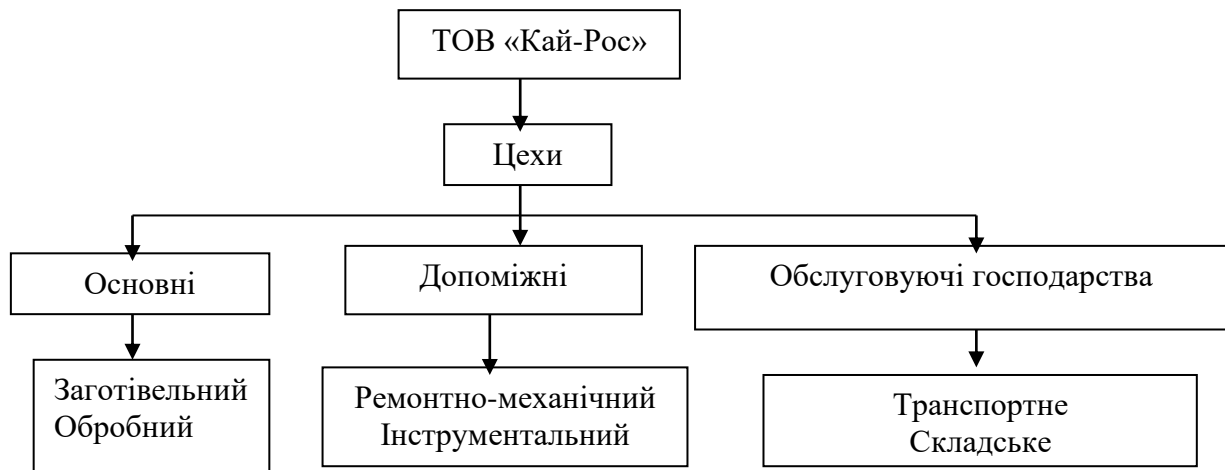 ТОВ «Кай-Рос»
Цехи
Основні
Допоміжні
Обслуговуючі господарства
Заготівельний
Обробний
Ремонтно-механічний
Інструментальний
Транспортне
Складське